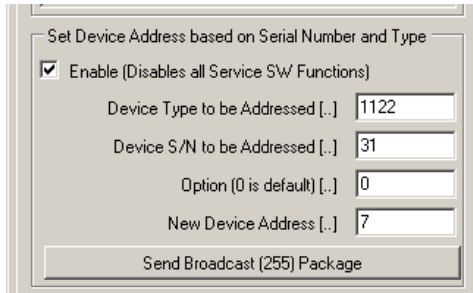 Set Device Address based on Serial Number and Type
Enable (Disables all Service SW Functions)
Device Type to be Addressed [..] 1122
Device S/N to be Addressed [..] 31
Option (0 is default) [..] 0
New Device Address [..] 7
Send Broadcast (255) Package